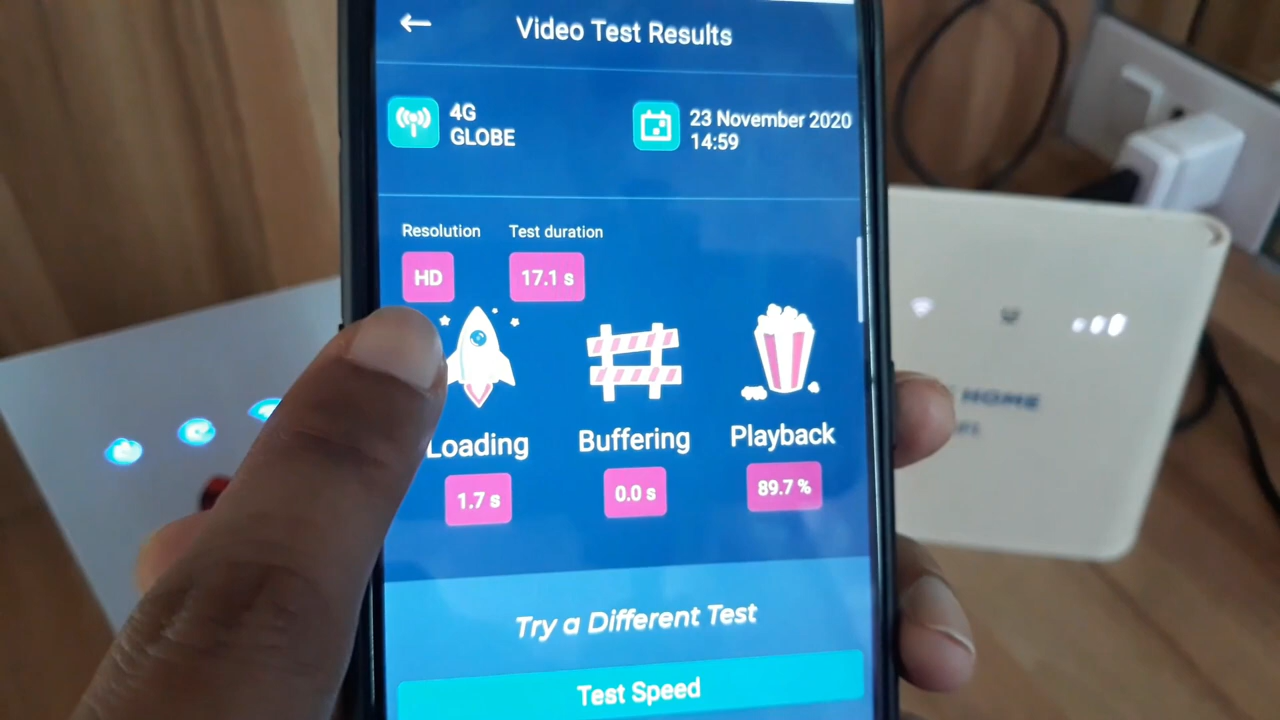 Video Test Results
4G
GLOBE
23 November 2020
14:59
Resolution
Test duration
HD
17.1 s
Loading
Buffering
Playback
1.7 s
0.0 s
89.7 %
Try a Different Test
Test Speed
HOME